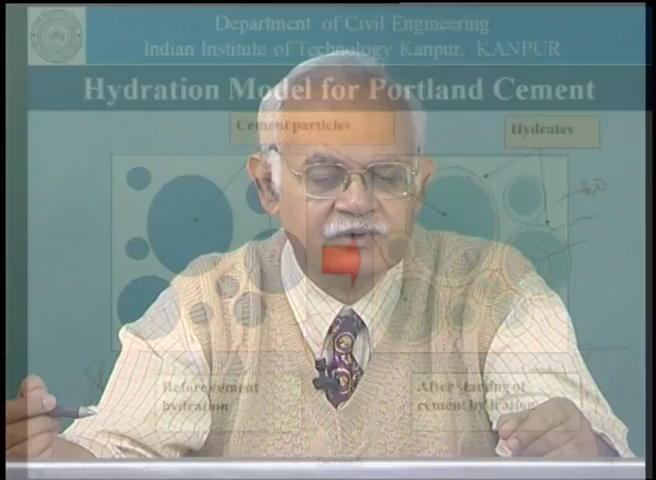 Department of Civil Engineering
Indian Institute of Technology Kanpur, KANPUR
Hydration Model for Portland Cement
Cement particles
Hydrates
Before cement
hydration
After starting of
cement hydration